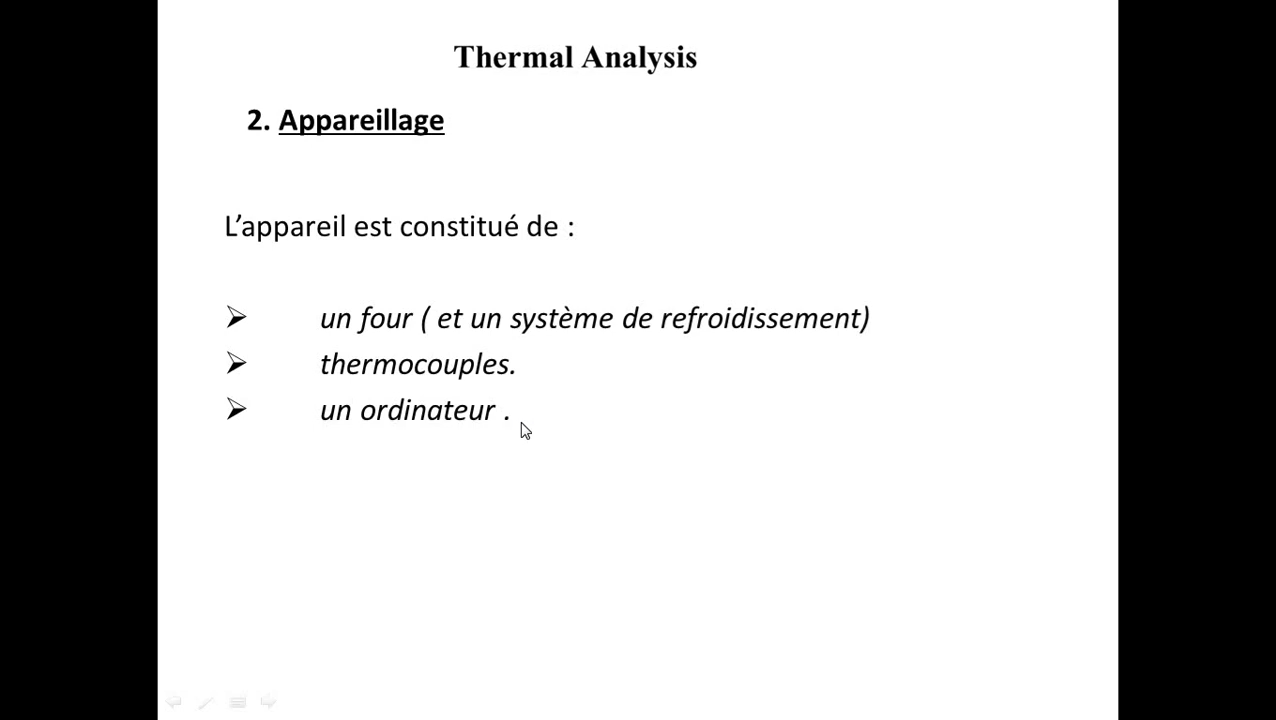 Thermal Analysis
2. Appareillage
L’appareil est constitué de :
➢ un four ( et un système de refroidissement)
➢ thermocouples.
➢ un ordinateur .